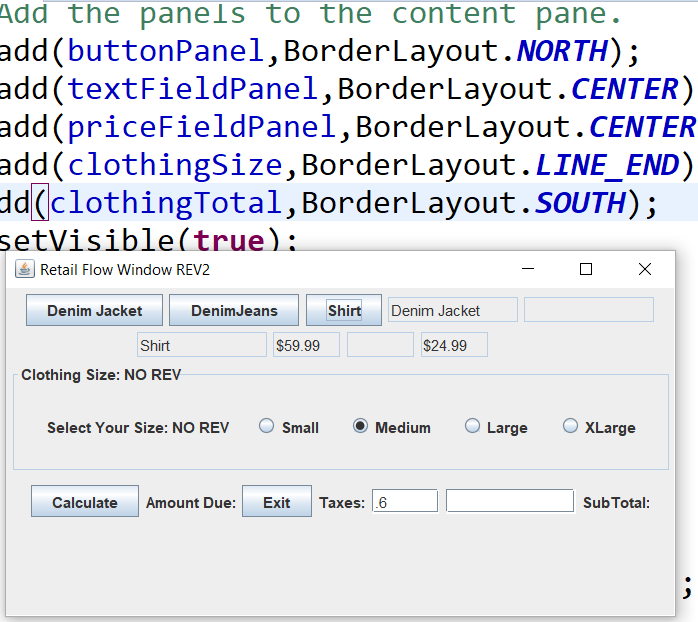 Add the panels to the content pane.
add(buttonPanel,BorderLayout.NORTH);
add(textFieldPanel,BorderLayout.CENTER)
add(priceFieldPanel,BorderLayout.CENTER
add(clothingSize,BorderLayout.LINE_END)
dd(clothingTotal,BorderLayout.SOUTH);
setVisible(true);
Retail Flow Window REV2
Denim Jacket DenimJeans Shirt Denim Jacket
Shirt $59.99 $24.99
Clothing Size: NO REV
Select Your Size: NO REV Small Medium Large XLarge
Calculate Amount Due: Exit Taxes: .6 SubTotal:
;